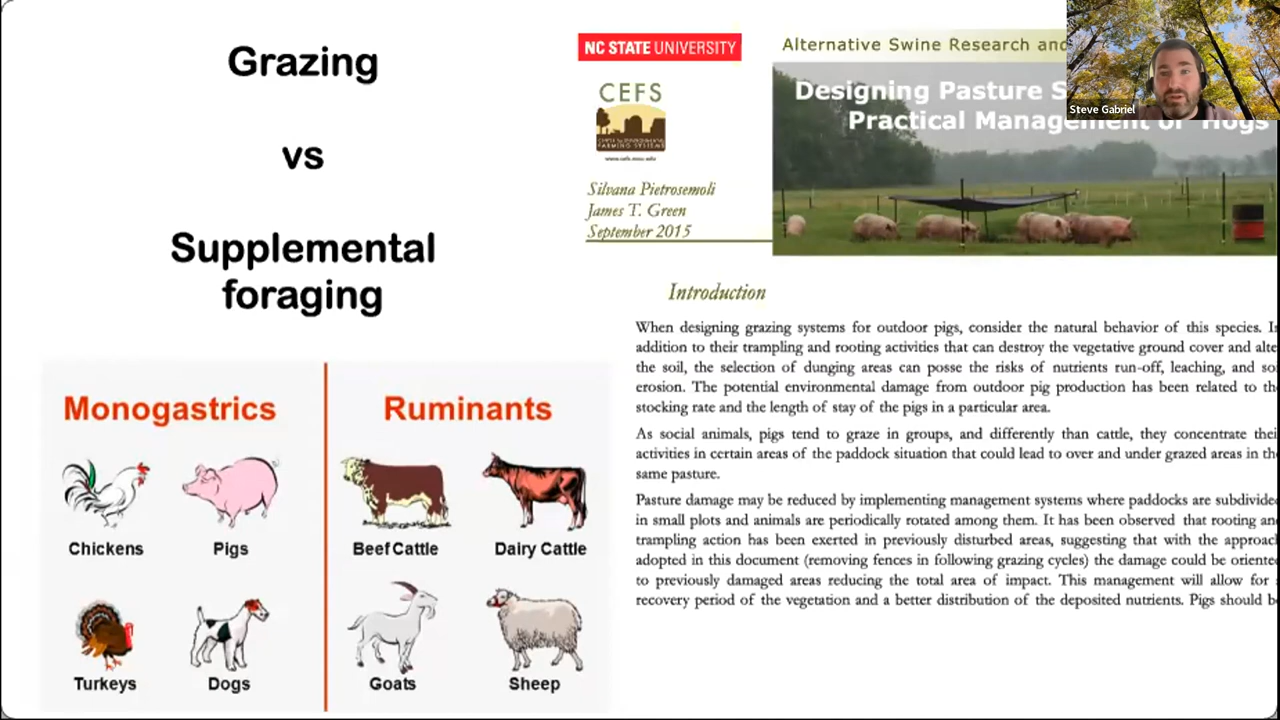 Grazing
vs
Supplemental
foraging
Monogastrics
Ruminants
Chickens
Pigs
Beef Cattle
Dairy Cattle
Turkeys
Dogs
Goats
Sheep
NC STATE UNIVERSITY
CEFS
CENTER for ENVIRONMENTAL
FARMING SYSTEMS
www.cefs.ncsu.edu
Silvana Pietrosemoli
James T. Green
September 2015
Alternative Swine Research and
Designing Pasture S
Practical Management of Hogs
Steve Gabriel
Introduction
When designing grazing systems for outdoor pigs, consider the natural behavior of this species. I
addition to their trampling and rooting activities that can destroy the vegetative ground cover and alte
the soil, the selection of dunging areas can posse the risks of nutrients run-off, leaching, and so
erosion. The potential environmental damage from outdoor pig production has been related to th
stocking rate and the length of stay of the pigs in a particular area.
As social animals, pigs tend to graze in groups, and differently than cattle, they concentrate thei
activities in certain areas of the paddock situation that could lead to over and under grazed areas in th
same pasture.
Pasture damage may be reduced by implementing management systems where paddocks are subdivide
in small plots and animals are periodically rotated among them. It has been observed that rooting an
trampling action has been exerted in previously disturbed areas, suggesting that with the approac
adopted in this document (removing fences in following grazing cycles) the damage could be oriente
to previously damaged areas reducing the total area of impact. This management will allow for
recovery period of the vegetation and a better distribution of the deposited nutrients. Pigs should b